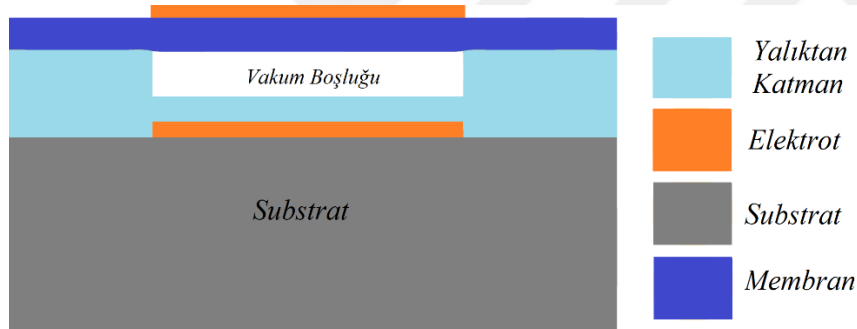 Vakum Boşluğu
Substrat
Yalıktan
Katman
Elektrot
Substrat
Membran